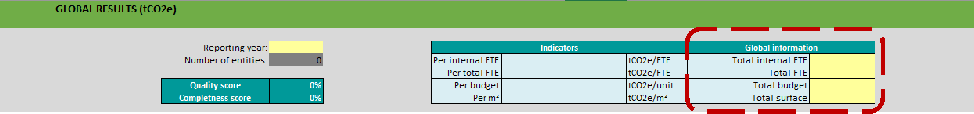 GLOBAL RESULTS (tCO2e)
Indicators Global information
Reporting year: Per internal FTE tCO2e/FTE Total internal FTE
Number of entities 0 Per total FTE tCO2e/FTE Total FTE
Quality score 0% Per budget tCO2e/unit Total budget
Completness score 0% Per m² tCO2e/m² Total surface